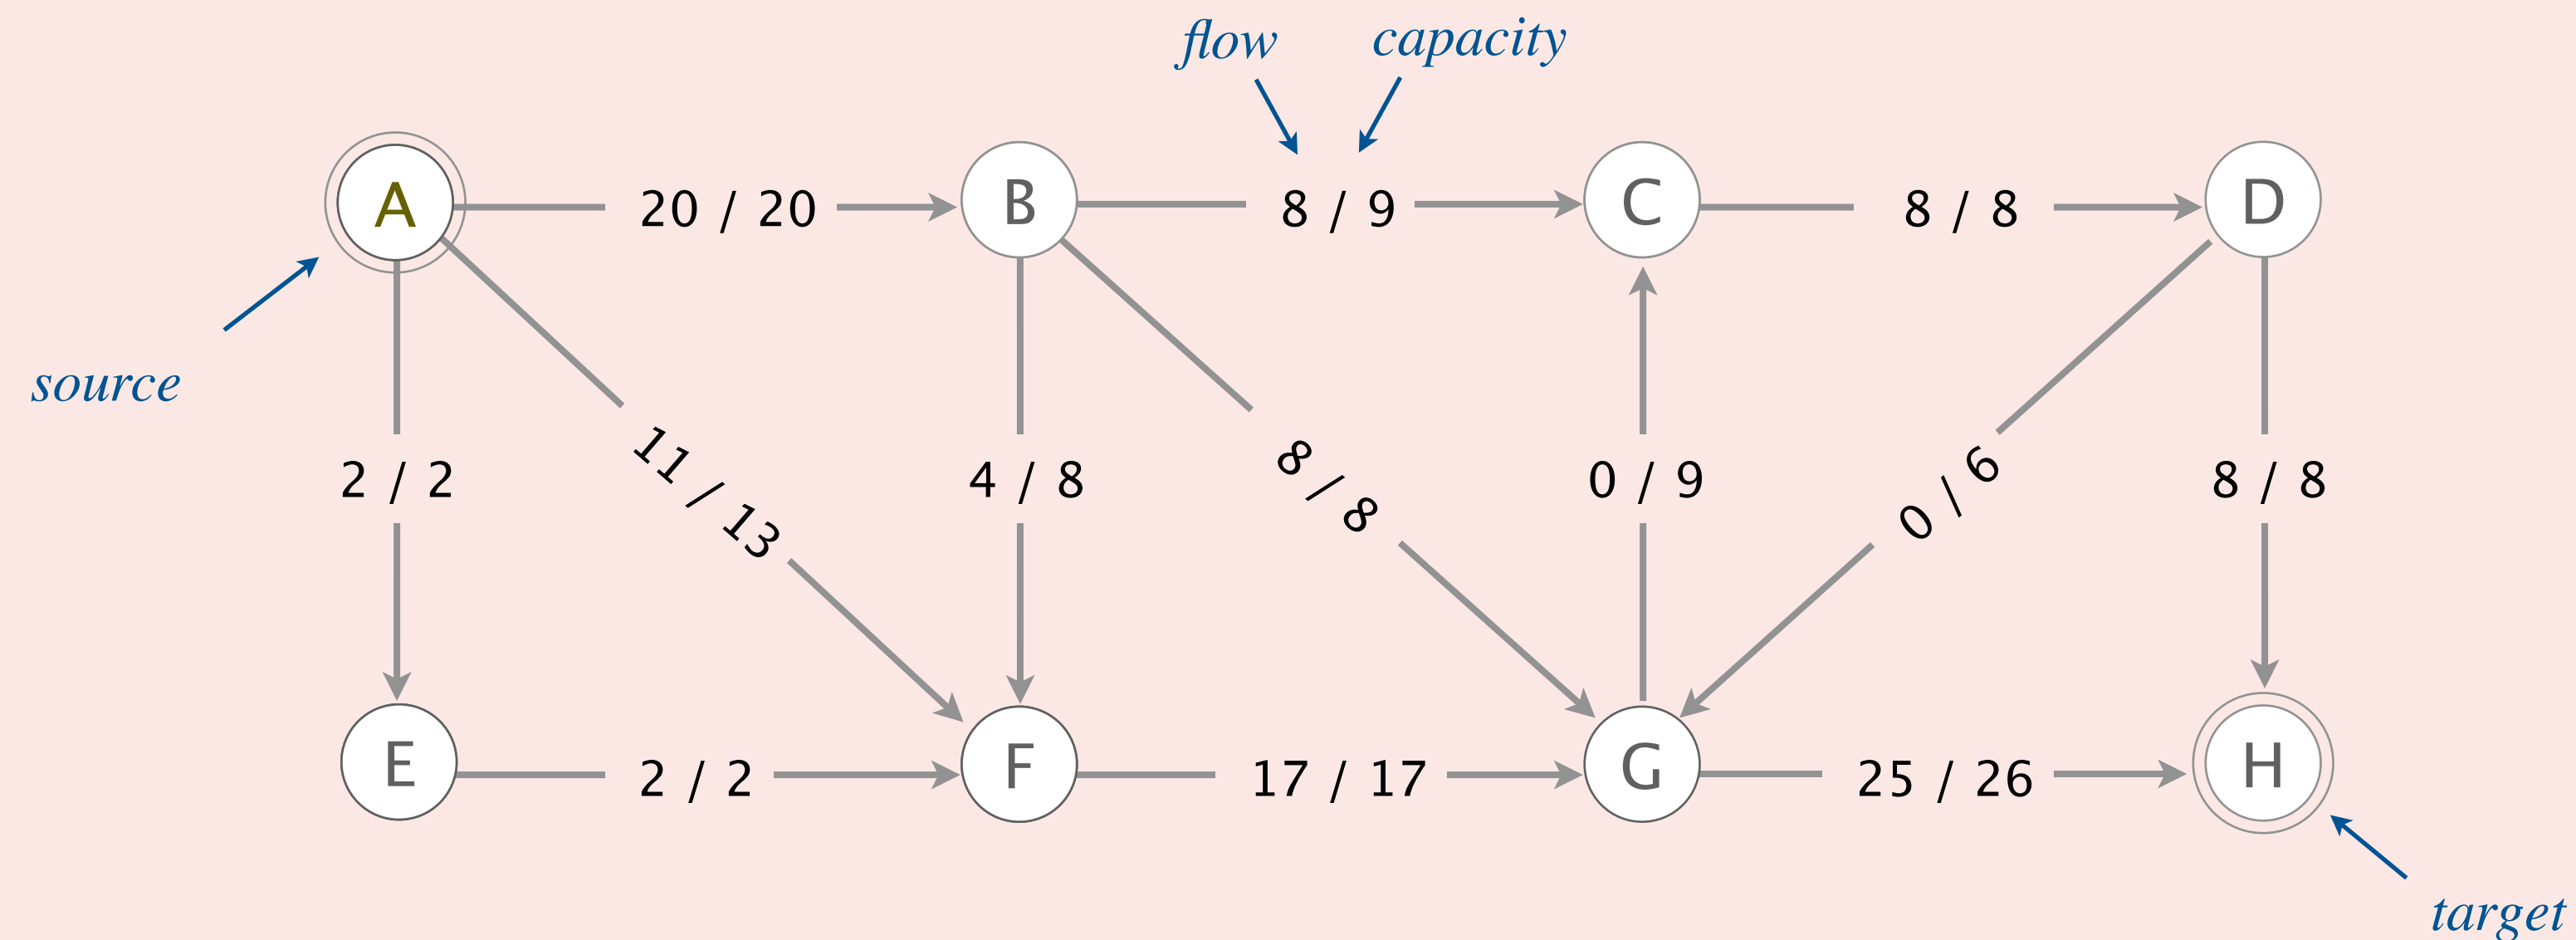 flow
capacity
A
20 / 20
B
8 / 9
C
8 / 8
D
source
2 / 2
11 / 13
4 / 8
8 / 8
0 / 9
0 / 6
8 / 8
E
2 / 2
F
17 / 17
G
25 / 26
H
target